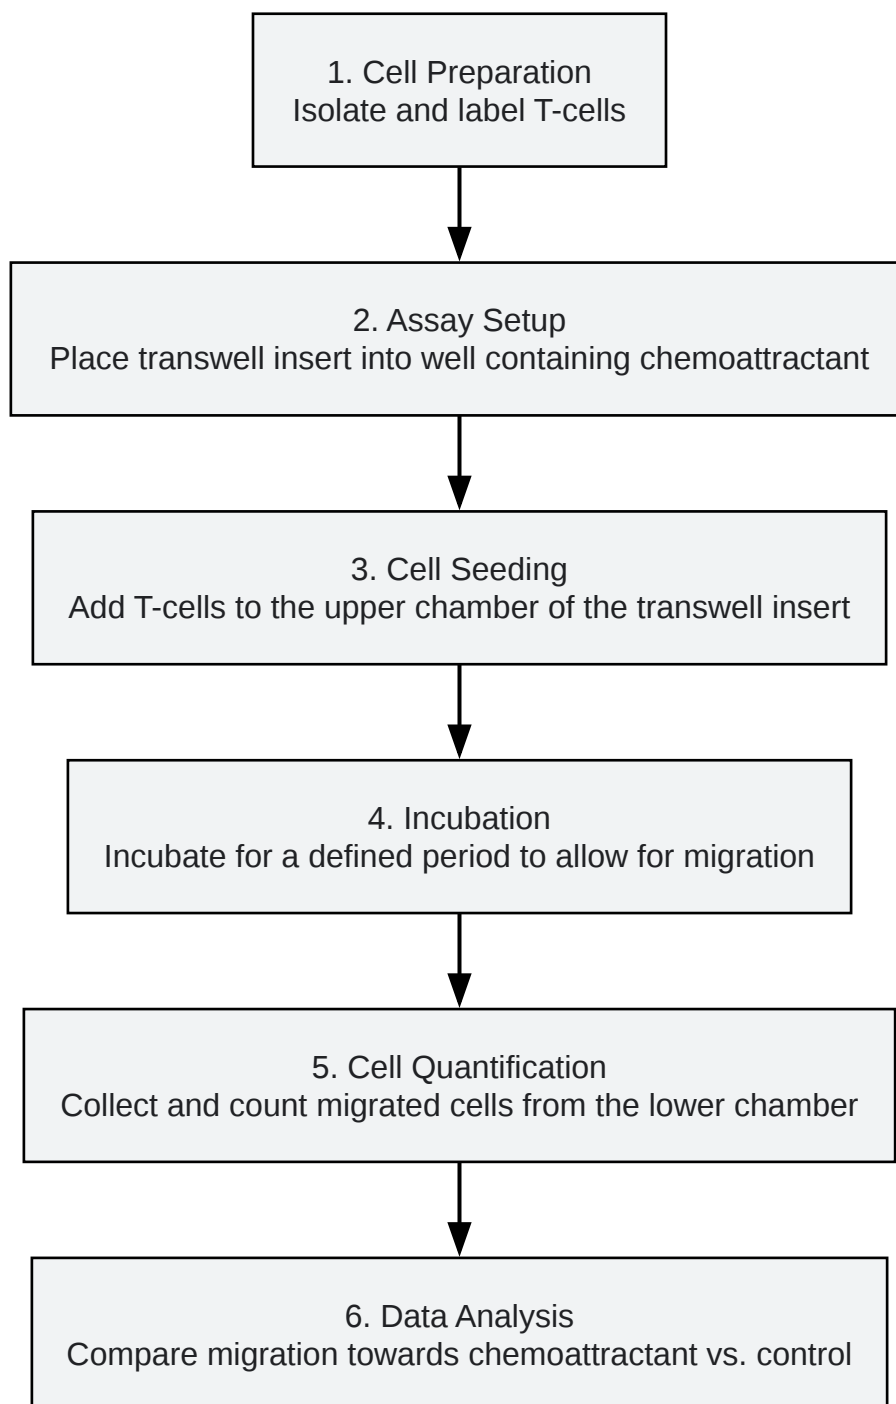 1. Cell Preparation
Isolate and label T-cells
2. Assay Setup
Place transwell insert into well containing chemoattractant
3. Cell Seeding
Add T-cells to the upper chamber of the transwell insert
4. Incubation
Incubate for a defined period to allow for migration
5. Cell Quantification
Collect and count migrated cells from the lower chamber
6. Data Analysis
Compare migration towards chemoattractant vs. control